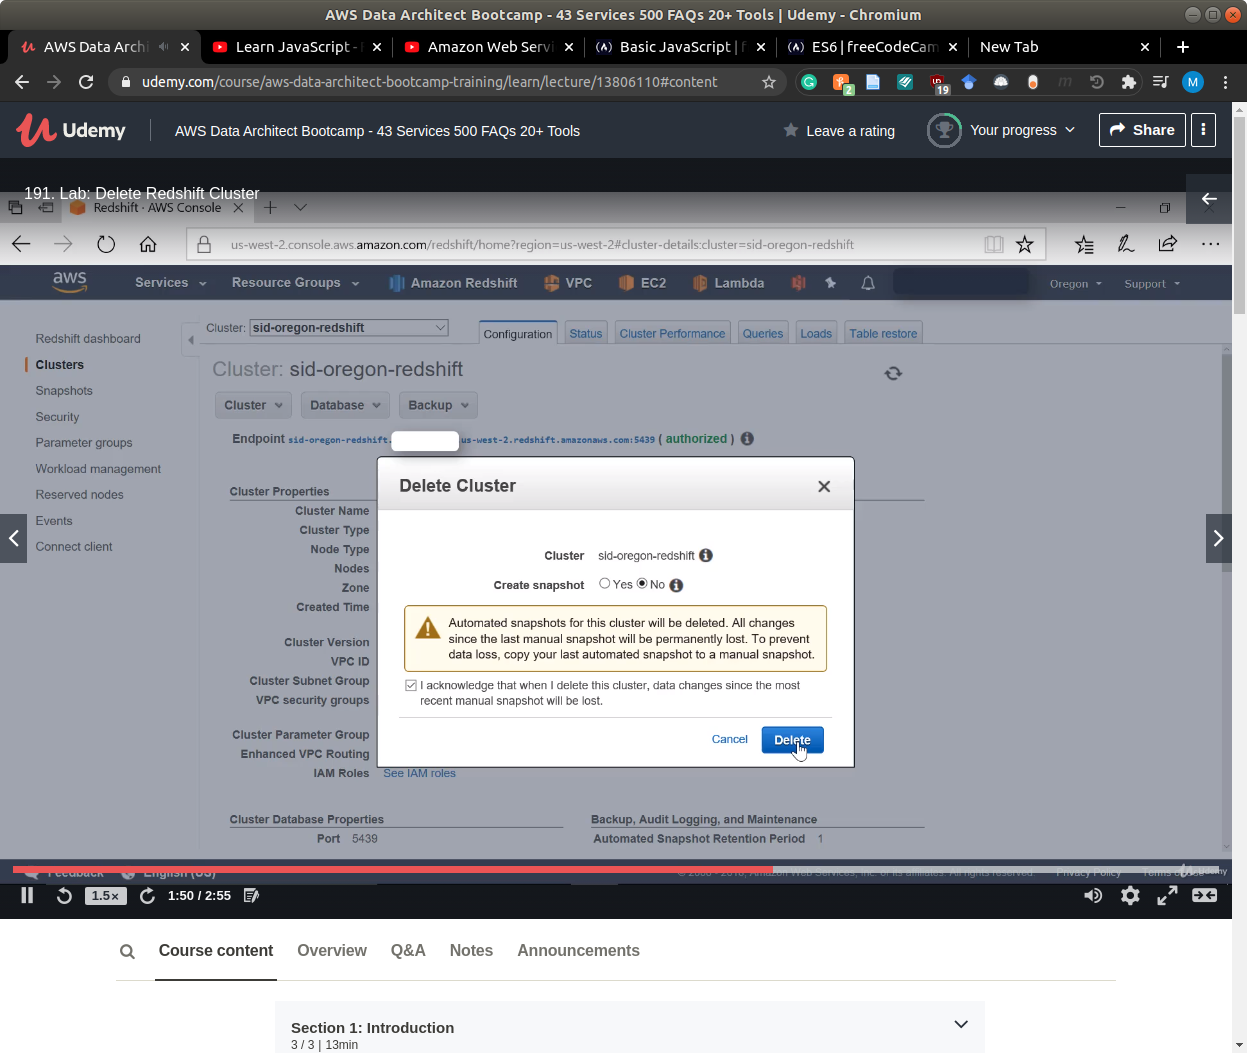 AWS Data Architect Bootcamp - 43 Services 500 FAQs 20+ Tools | Udemy - Chromium
AWS Data Archi
Learn JavaScript -
Amazon Web Servi
Basic JavaScript | f
ES6 | freeCodeCam
New Tab
udemy.com/course/aws-data-architect-bootcamp-training/learn/lecture/13806110#content
2
19
M
Udemy
AWS Data Architect Bootcamp - 43 Services 500 FAQs 20+ Tools
Leave a rating
Your progress
Share
191. Lab: Delete Redshift Cluster
Redshift · AWS Console
us-west-2.console.aws.amazon.com/redshift/home?region=us-west-2#cluster-details:cluster=sid-oregon-redshift
aws
Services
Resource Groups
Amazon Redshift
VPC
EC2
Lambda
Oregon
Support
Redshift dashboard
Clusters
Snapshots
Security
Parameter groups
Workload management
Reserved nodes
Events
Connect client
Cluster: sid-oregon-redshift
Configuration
Status
Cluster Performance
Queries
Loads
Table restore
Cluster: sid-oregon-redshift
Cluster
Database
Backup
Endpoint sid-oregon-redshift. us-west-2.redshift.amazonaws.com:5439 ( authorized )
Cluster Properties
Cluster Name
Cluster Type
Node Type
Nodes
Zone
Created Time
Cluster Version
VPC ID
Cluster Subnet Group
VPC security groups
Cluster Parameter Group
Enhanced VPC Routing
IAM Roles See IAM roles
Delete Cluster
Cluster sid-oregon-redshift
Create snapshot Yes No
Automated snapshots for this cluster will be deleted. All changes
since the last manual snapshot will be permanently lost. To prevent
data loss, copy your last automated snapshot to a manual snapshot.
I acknowledge that when I delete this cluster, data changes since the most
recent manual snapshot will be lost.
Cancel
Delete
Cluster Database Properties
Port 5439
Backup, Audit Logging, and Maintenance
Automated Snapshot Retention Period 1
Feedback
English (US)
Privacy Policy
Udemy
1.5×
1:50 / 2:55
Course content
Overview
Q&A
Notes
Announcements
Section 1: Introduction
3 / 3 | 13min